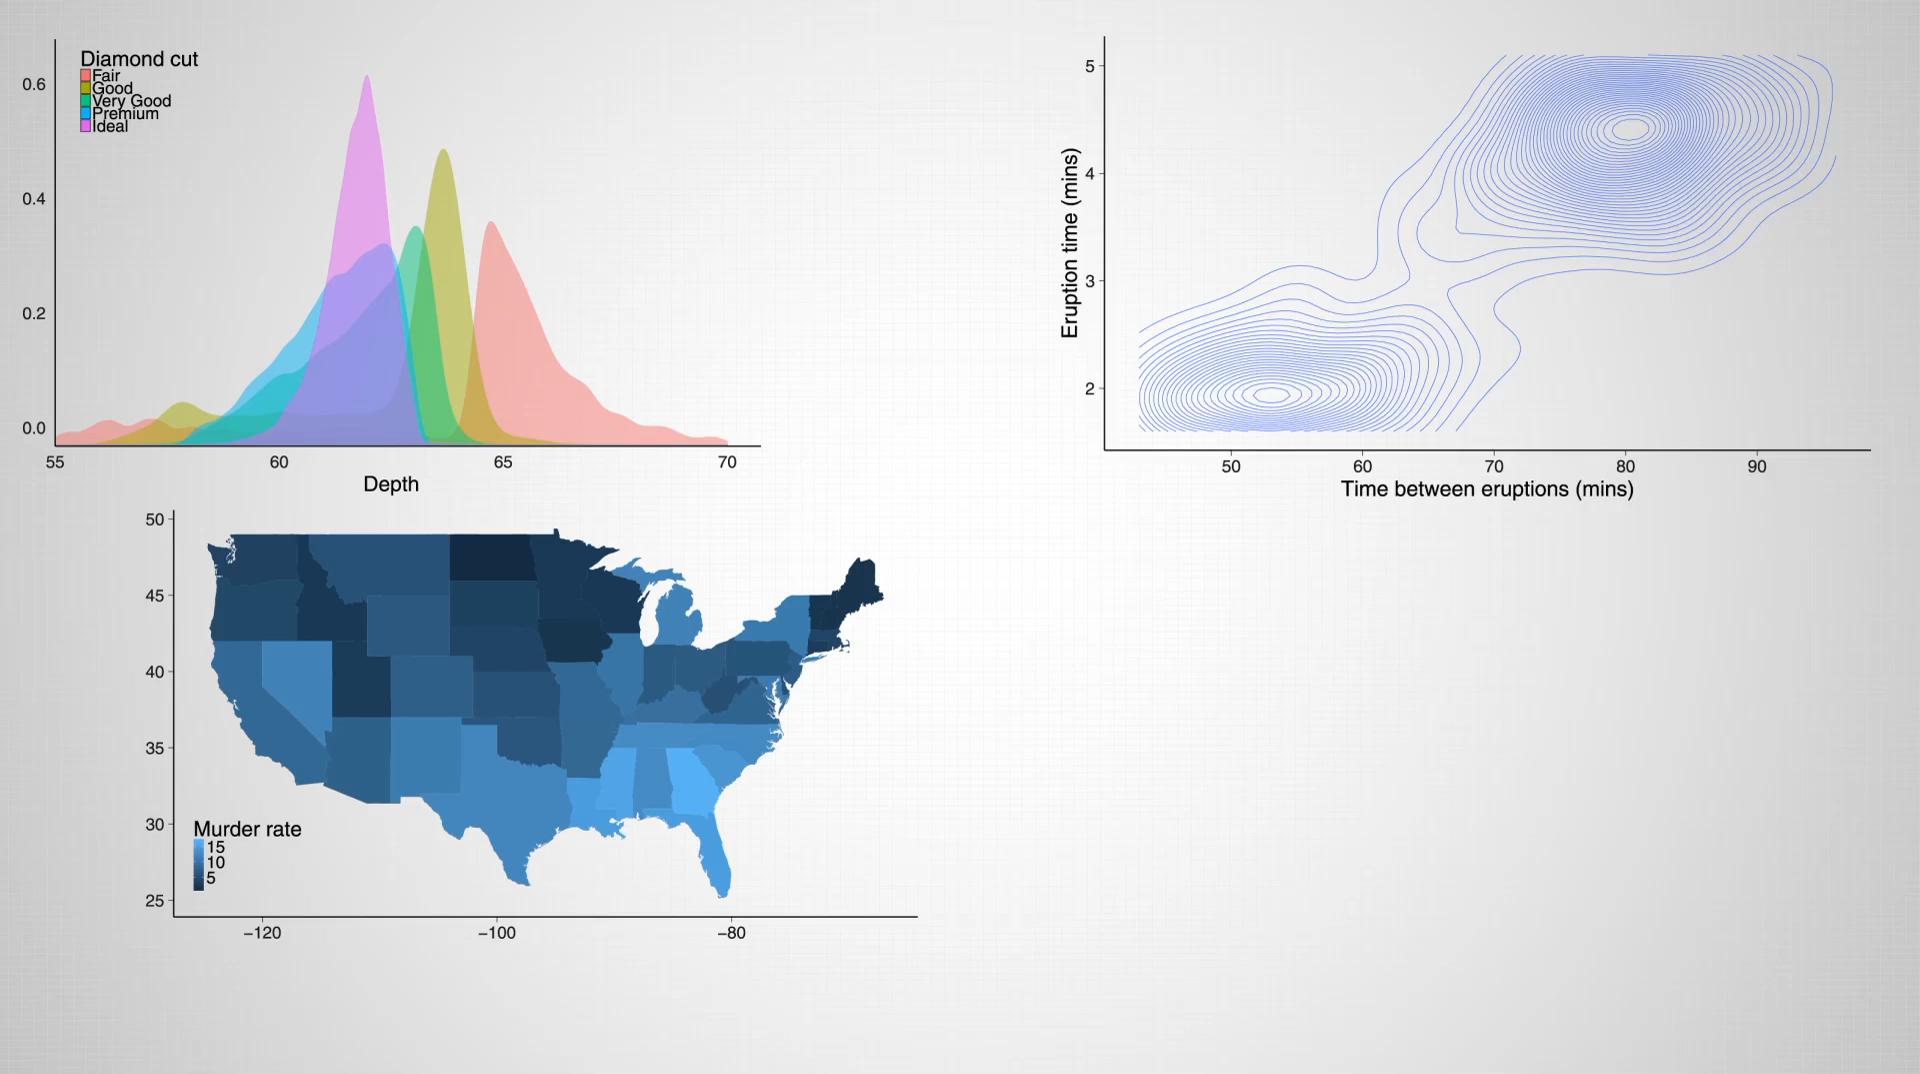 Diamond cut
Fair
Good
Very Good
Premium
Ideal
0.6
0.4
0.2
0.0
55 60 65 70
Depth
5
4
3
2
Eruption time (mins)
50 60 70 80 90
Time between eruptions (mins)
50
45
40
35
30
25
Murder rate
15
10
5
−120 −100 −80